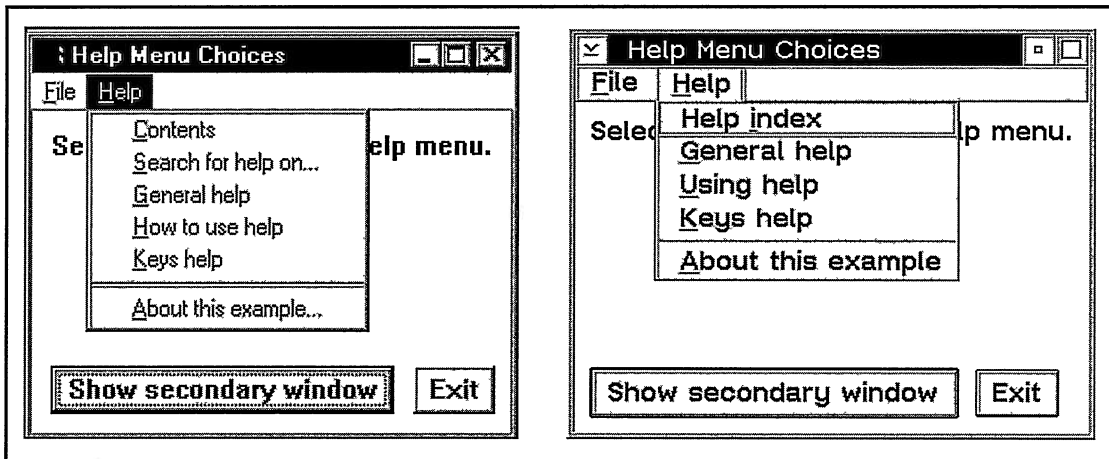 Help Menu Choices
File Help
Contents
Search for help on...
General help
How to use help
Keys help
About this example...
Se elp menu.
Show secondary window Exit
Help Menu Choices
File Help
Help index
General help
Using help
Keys help
About this example
Selec lp menu.
Show secondary window Exit